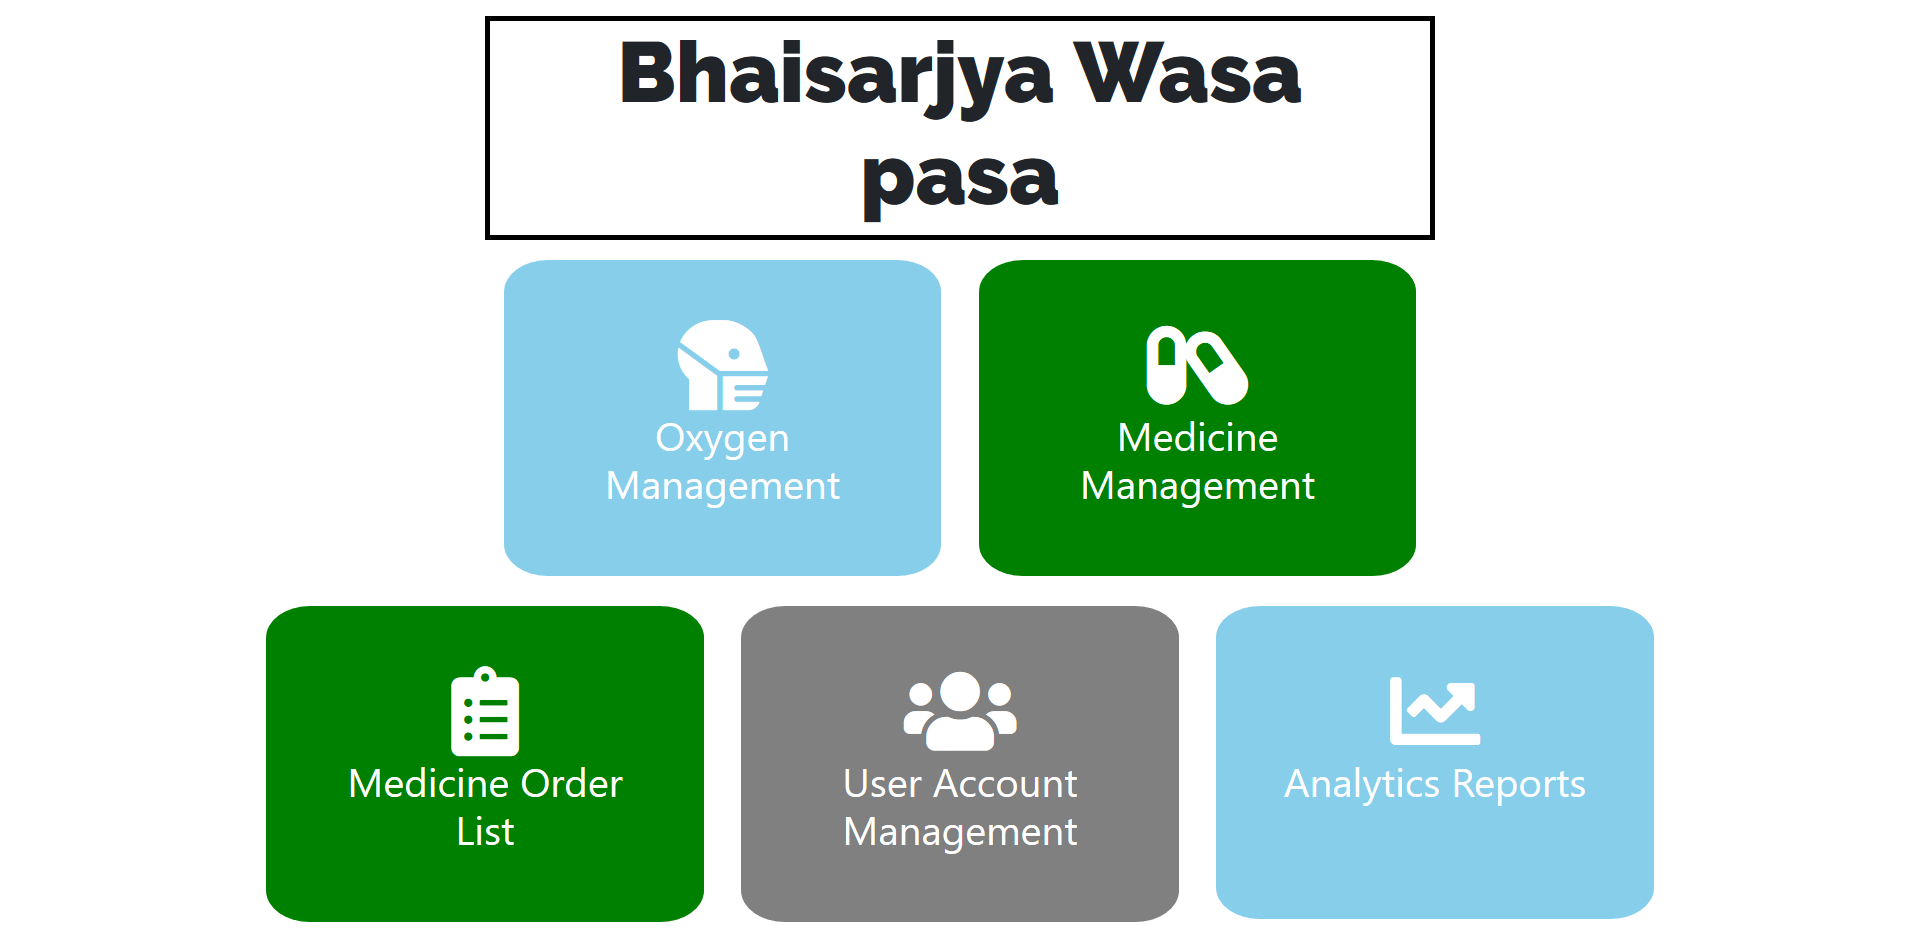 Bhaisarjya Wasa
pasa
Oxygen
Management
Medicine
Management
Medicine Order
List
User Account
Management
Analytics Reports